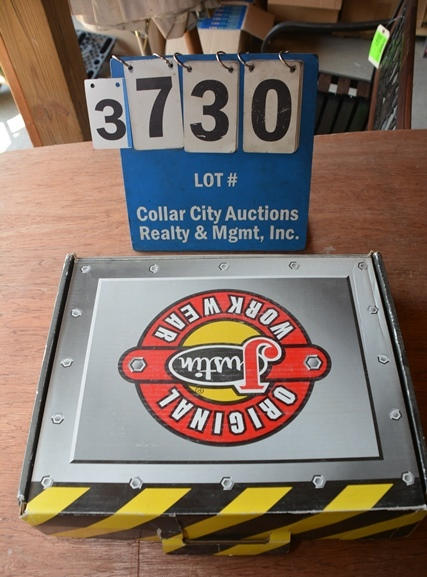 3730
LOT #
Collar City Auctions
Realty & Mgmt, Inc.
ORIGINAL
Justin
®
WORK WEAR